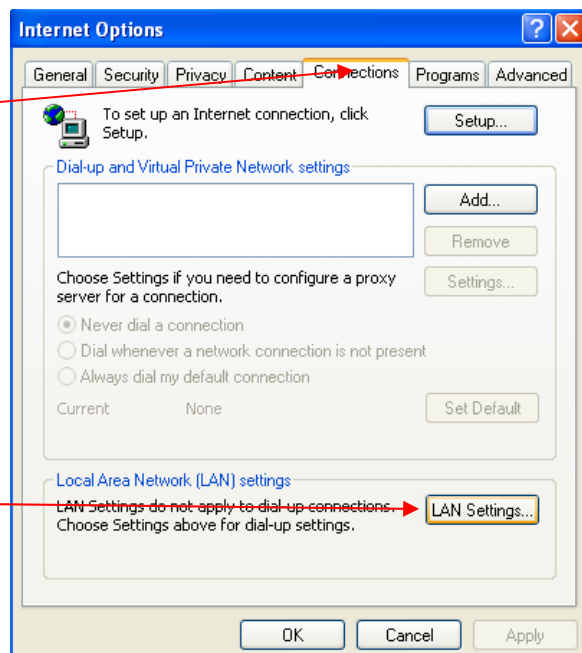 Internet Options
General Security Privacy Content Connections Programs Advanced
To set up an Internet connection, click
Setup.
Setup...
Dial-up and Virtual Private Network settings
Add...
Remove
Choose Settings if you need to configure a proxy
server for a connection.
Settings...
Never dial a connection
Dial whenever a network connection is not present
Always dial my default connection
Current None
Set Default
Local Area Network (LAN) settings
LAN Settings do not apply to dial-up connections.
Choose Settings above for dial-up settings.
LAN Settings...
OK Cancel Apply